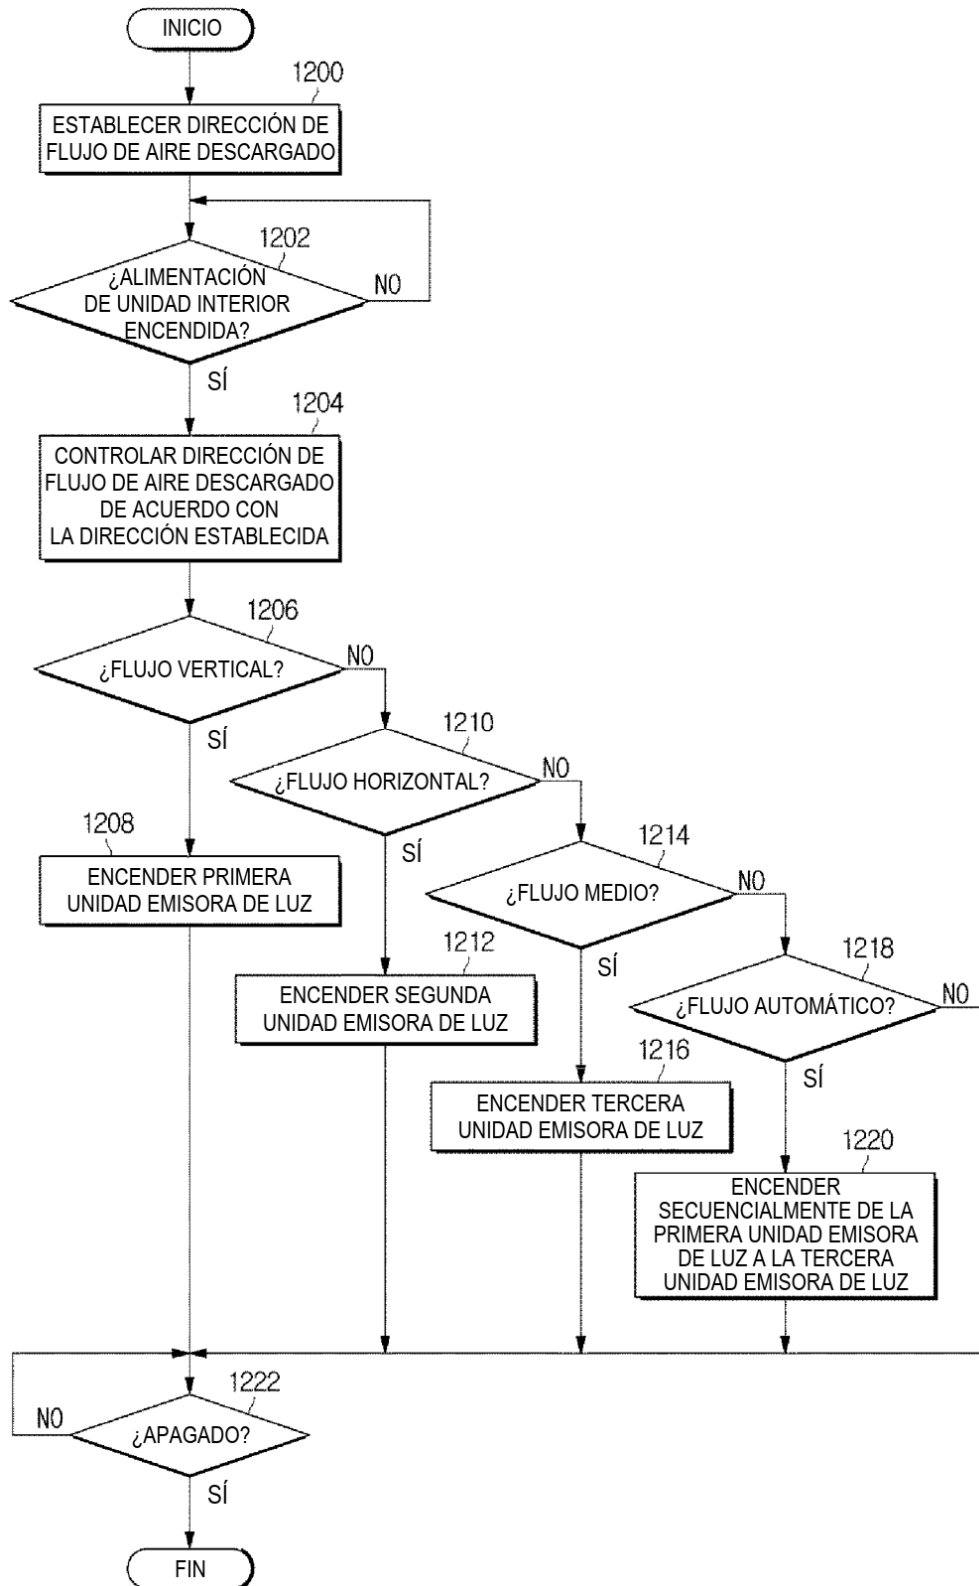 INICIO
1200
ESTABLECER DIRECCIÓN DE
FLUJO DE AIRE DESCARGADO
1202
¿ALIMENTACIÓN
DE UNIDAD INTERIOR
ENCENDIDA?
NO
SÍ
1204
CONTROLAR DIRECCIÓN DE
FLUJO DE AIRE DESCARGADO
DE ACUERDO CON
LA DIRECCIÓN ESTABLECIDA
1206
¿FLUJO VERTICAL?
NO
SÍ
1208
ENCENDER PRIMERA
UNIDAD EMISORA DE LUZ
1210
¿FLUJO HORIZONTAL?
NO
SÍ
1212
ENCENDER SEGUNDA
UNIDAD EMISORA DE LUZ
1214
¿FLUJO MEDIO?
NO
SÍ
1216
ENCENDER TERCERA
UNIDAD EMISORA DE LUZ
1218
¿FLUJO AUTOMÁTICO?
NO
SÍ
1220
ENCENDER
SECUENCIALMENTE DE LA
PRIMERA UNIDAD EMISORA
DE LUZ A LA TERCERA
UNIDAD EMISORA DE LUZ
1222
¿APAGADO?
NO
SÍ
FIN